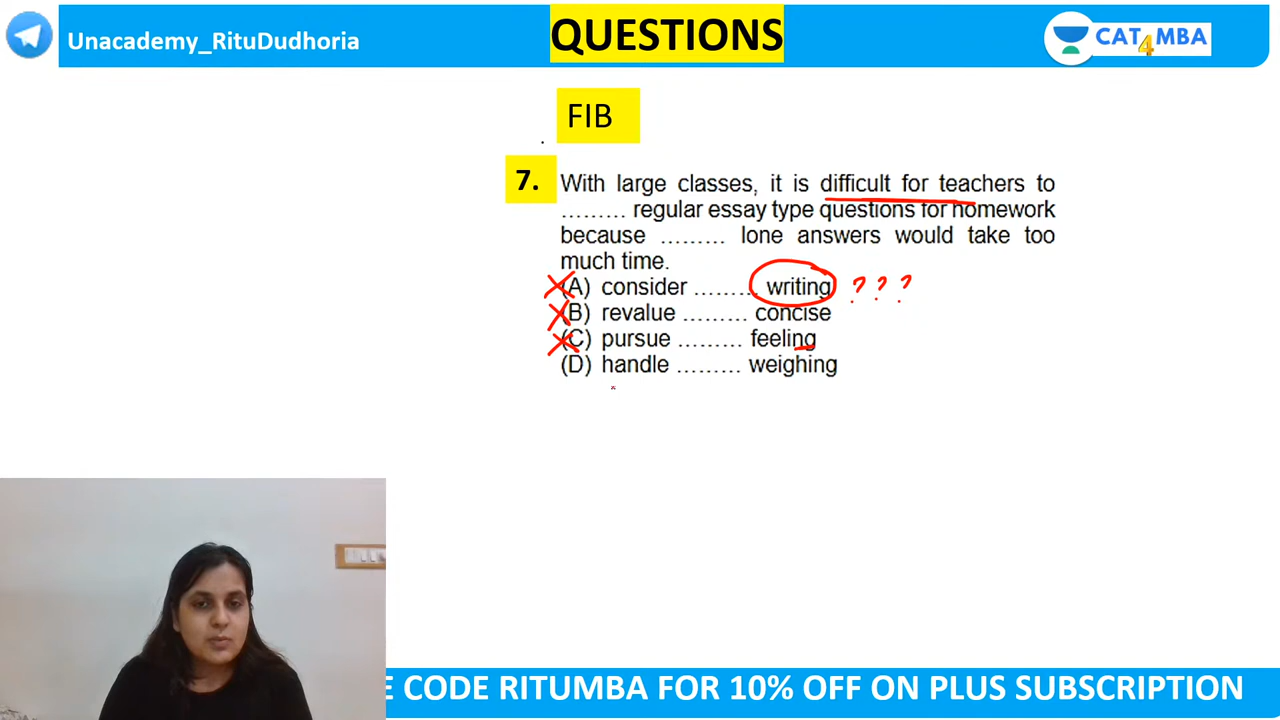 Unacademy_RituDudhoria
QUESTIONS
CAT4MBA
FIB
7. With large classes, it is difficult for teachers to
......... regular essay type questions for homework
because ......... lone answers would take too
much time.
(A) consider ......... writing ? ? ?
(B) revalue ......... concise
(C) pursue ......... feeling
(D) handle ......... weighing
E CODE RITUMBA FOR 10% OFF ON PLUS SUBSCRIPTION